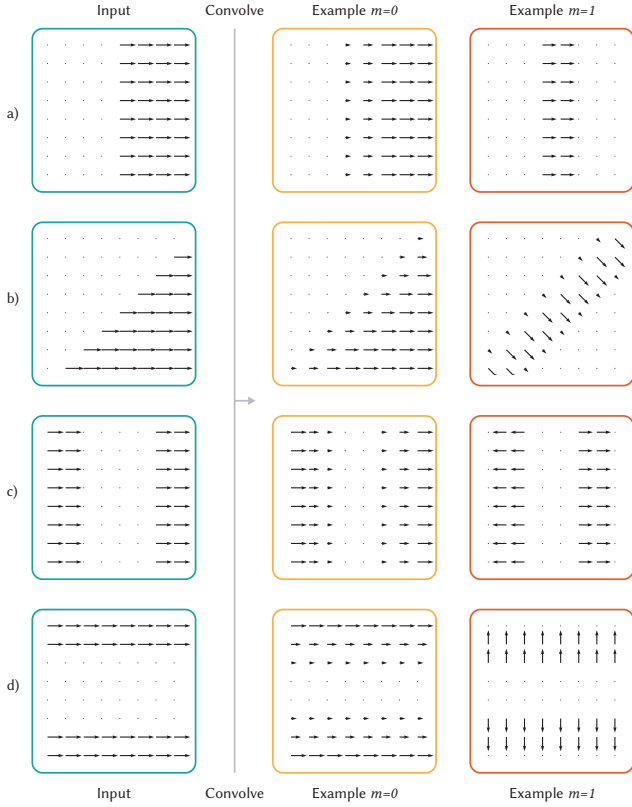 Input Convolve Example m=0 Example m=1
a)
b)
c)
d)
Input Convolve Example m=0 Example m=1